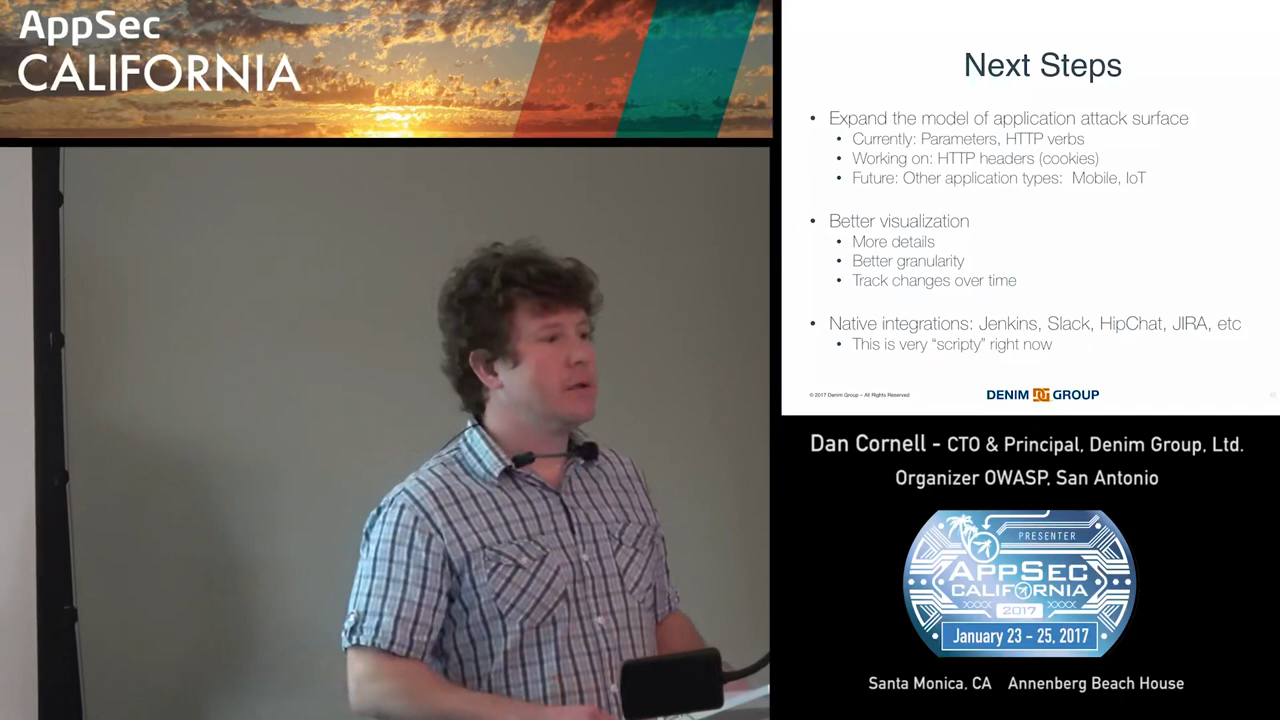 AppSec
CALIFORNIA
Next Steps
• Expand the model of application attack surface
• Currently: Parameters, HTTP verbs
• Working on: HTTP headers (cookies)
• Future: Other application types: Mobile, IoT
• Better visualization
• More details
• Better granularity
• Track changes over time
• Native integrations: Jenkins, Slack, HipChat, JIRA, etc
• This is very “scripty” right now
© 2017 Denim Group – All Rights Reserved
DENIM DG GROUP
Dan Cornell - CTO & Principal, Denim Group, Ltd.
Organizer OWASP, San Antonio
PRESENTER
APPSEC
CALIFORNIA
2017
January 23 - 25, 2017
Santa Monica, CA Annenberg Beach House